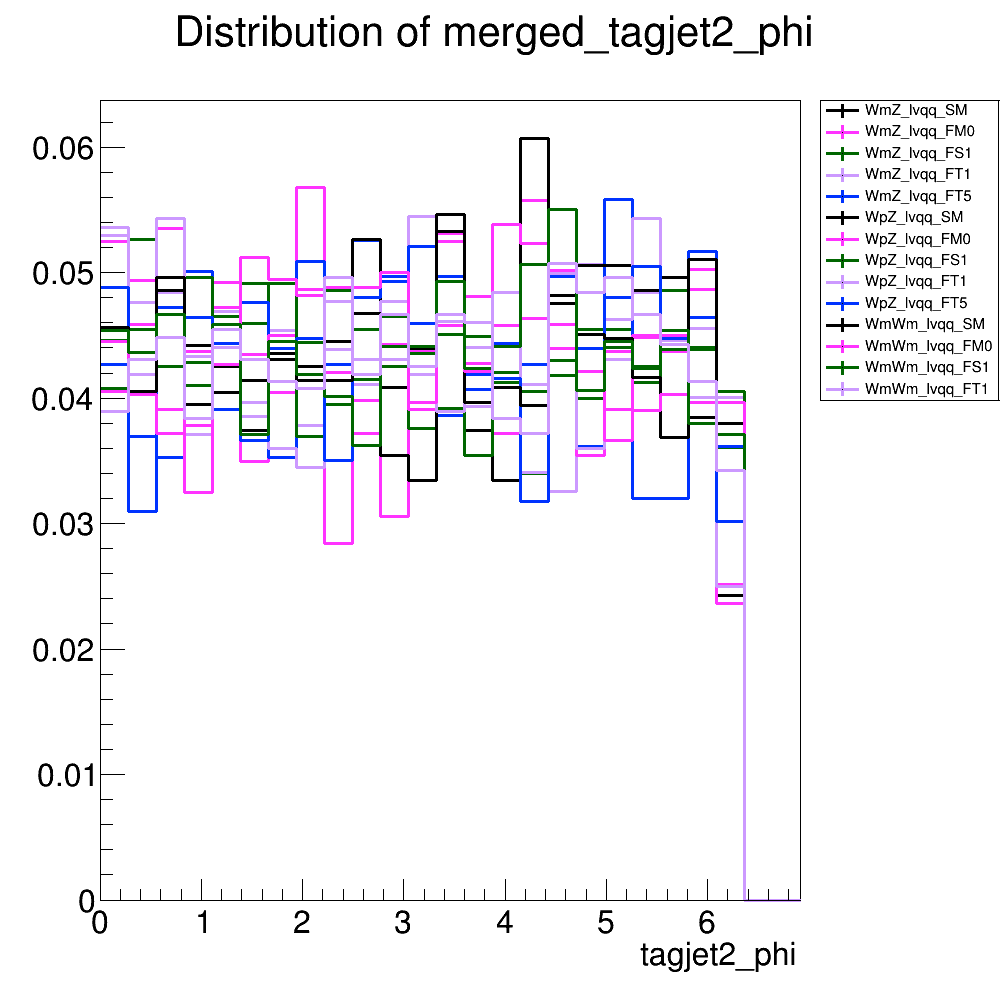 Distribution of merged_tagjet2_phi
WmZ_lvqq_SM
WmZ_lvqq_FM0
WmZ_lvqq_FS1
WmZ_lvqq_FT1
WmZ_lvqq_FT5
WpZ_lvqq_SM
WpZ_lvqq_FM0
WpZ_lvqq_FS1
WpZ_lvqq_FT1
WpZ_lvqq_FT5
WmWm_lvqq_SM
WmWm_lvqq_FM0
WmWm_lvqq_FS1
WmWm_lvqq_FT1
0.06
0.05
0.04
0.03
0.02
0.01
0
0 1 2 3 4 5 6
tagjet2_phi